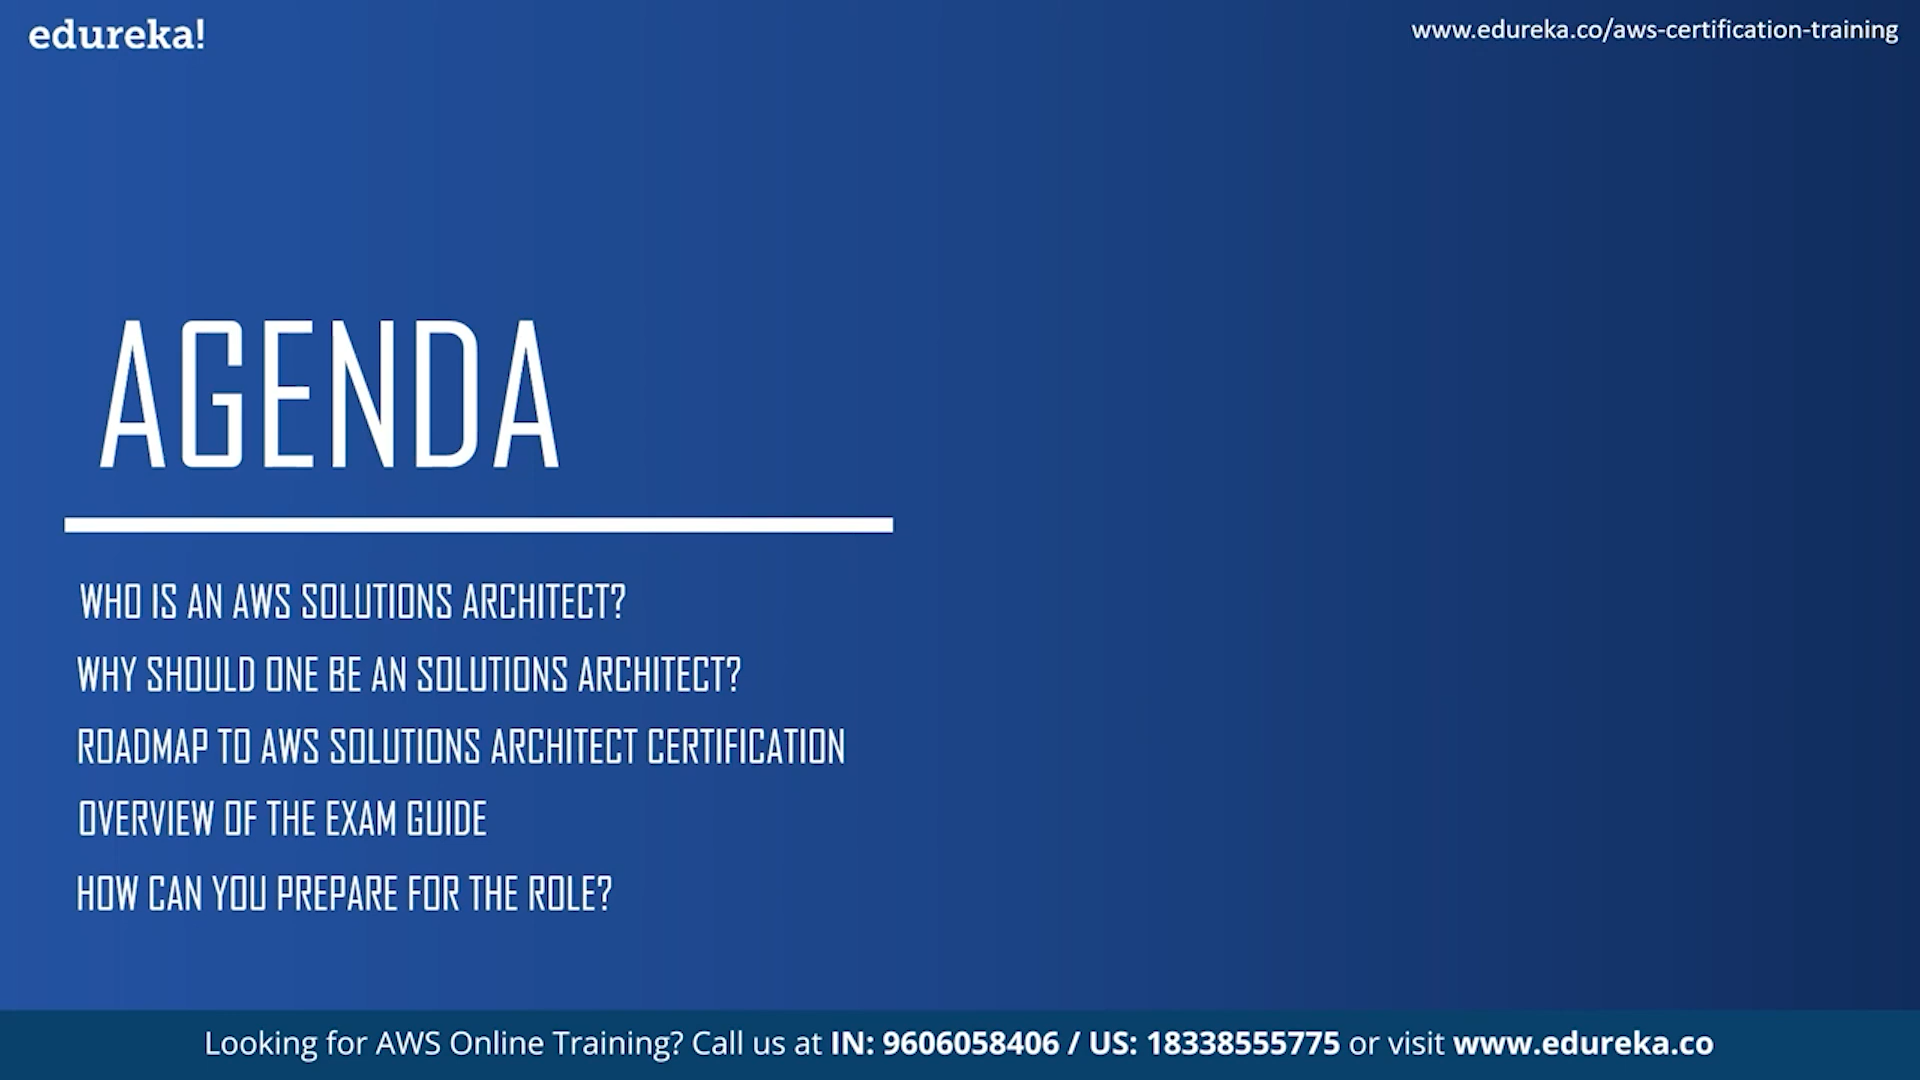 edureka!
www.edureka.co/aws-certification-training
AGENDA
WHO IS AN AWS SOLUTIONS ARCHITECT?
WHY SHOULD ONE BE AN SOLUTIONS ARCHITECT?
ROADMAP TO AWS SOLUTIONS ARCHITECT CERTIFICATION
OVERVIEW OF THE EXAM GUIDE
HOW CAN YOU PREPARE FOR THE ROLE?
Looking for AWS Online Training? Call us at IN: 9606058406 / US: 18338555775 or visit www.edureka.co